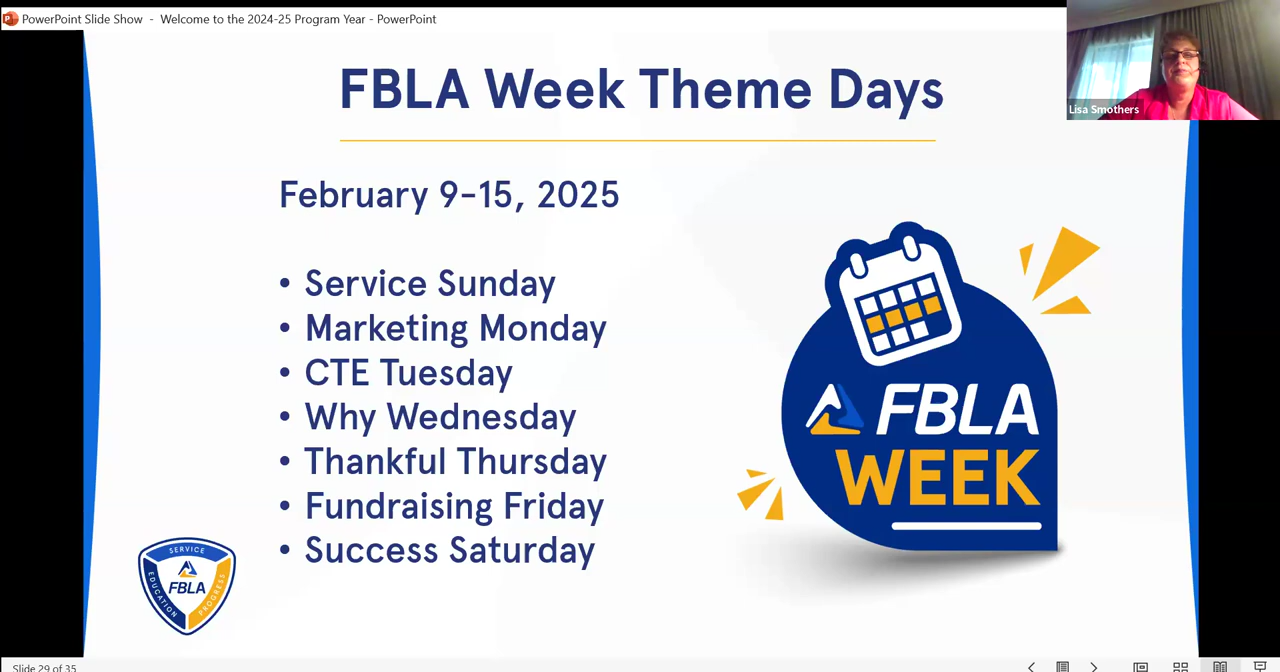 PowerPoint Slide Show - Welcome to the 2024-25 Program Year - PowerPoint
FBLA Week Theme Days
Lisa Smothers
February 9-15, 2025
• Service Sunday
• Marketing Monday
• CTE Tuesday
• Why Wednesday
• Thankful Thursday
• Fundraising Friday
• Success Saturday
FBLA
WEEK
SERVICE
EDUCATION
FBLA
PROGRESS
Slide 29 of 35